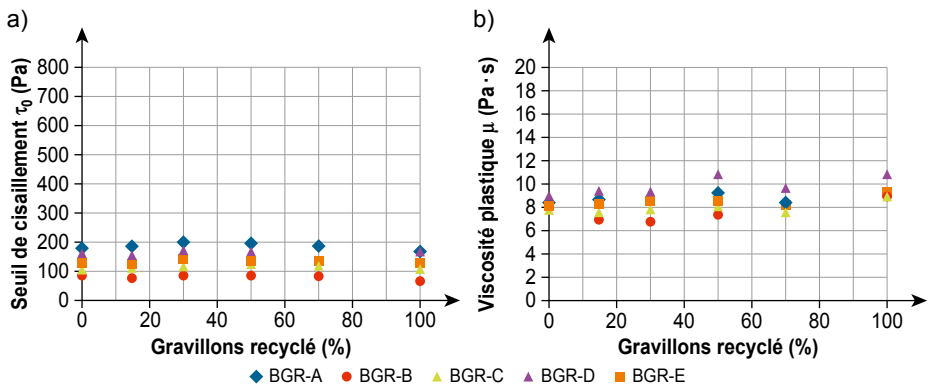 a)
Seuil de cisaillement τ0 (Pa)
800
700
600
500
400
300
200
100
0
0 20 40 60 80 100
Gravillons recyclé (%)
b)
Viscosité plastique μ (Pa · s)
20
18
16
14
12
10
8
6
4
2
0
0 20 40 60 80 100
Gravillons recyclé (%)
BGR-A BGR-B BGR-C BGR-D BGR-E